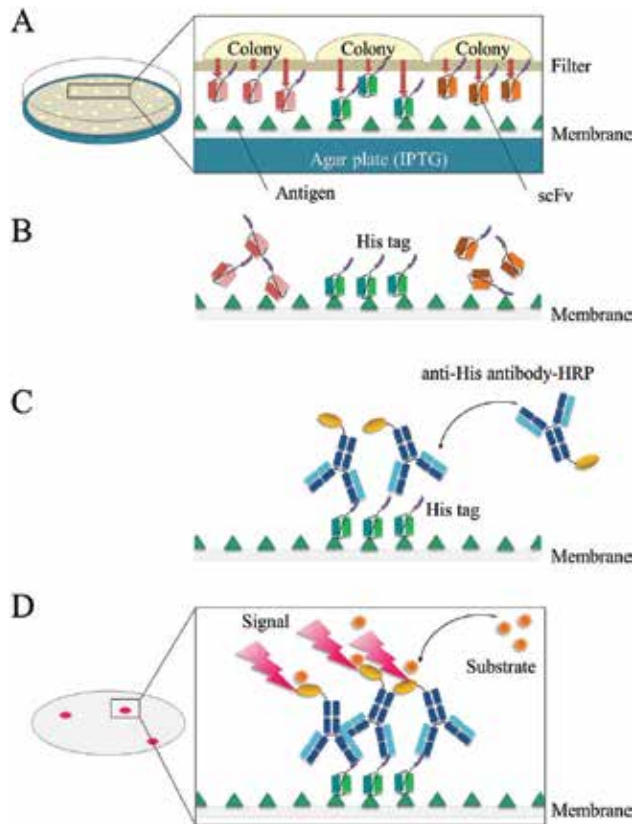 A
Colony Colony Colony
Filter
Membrane
Agar plate (IPTG)
Antigen
scFv
B
His tag
Membrane
C
anti-His antibody-HRP
His tag
Membrane
D
Signal
Substrate
Membrane